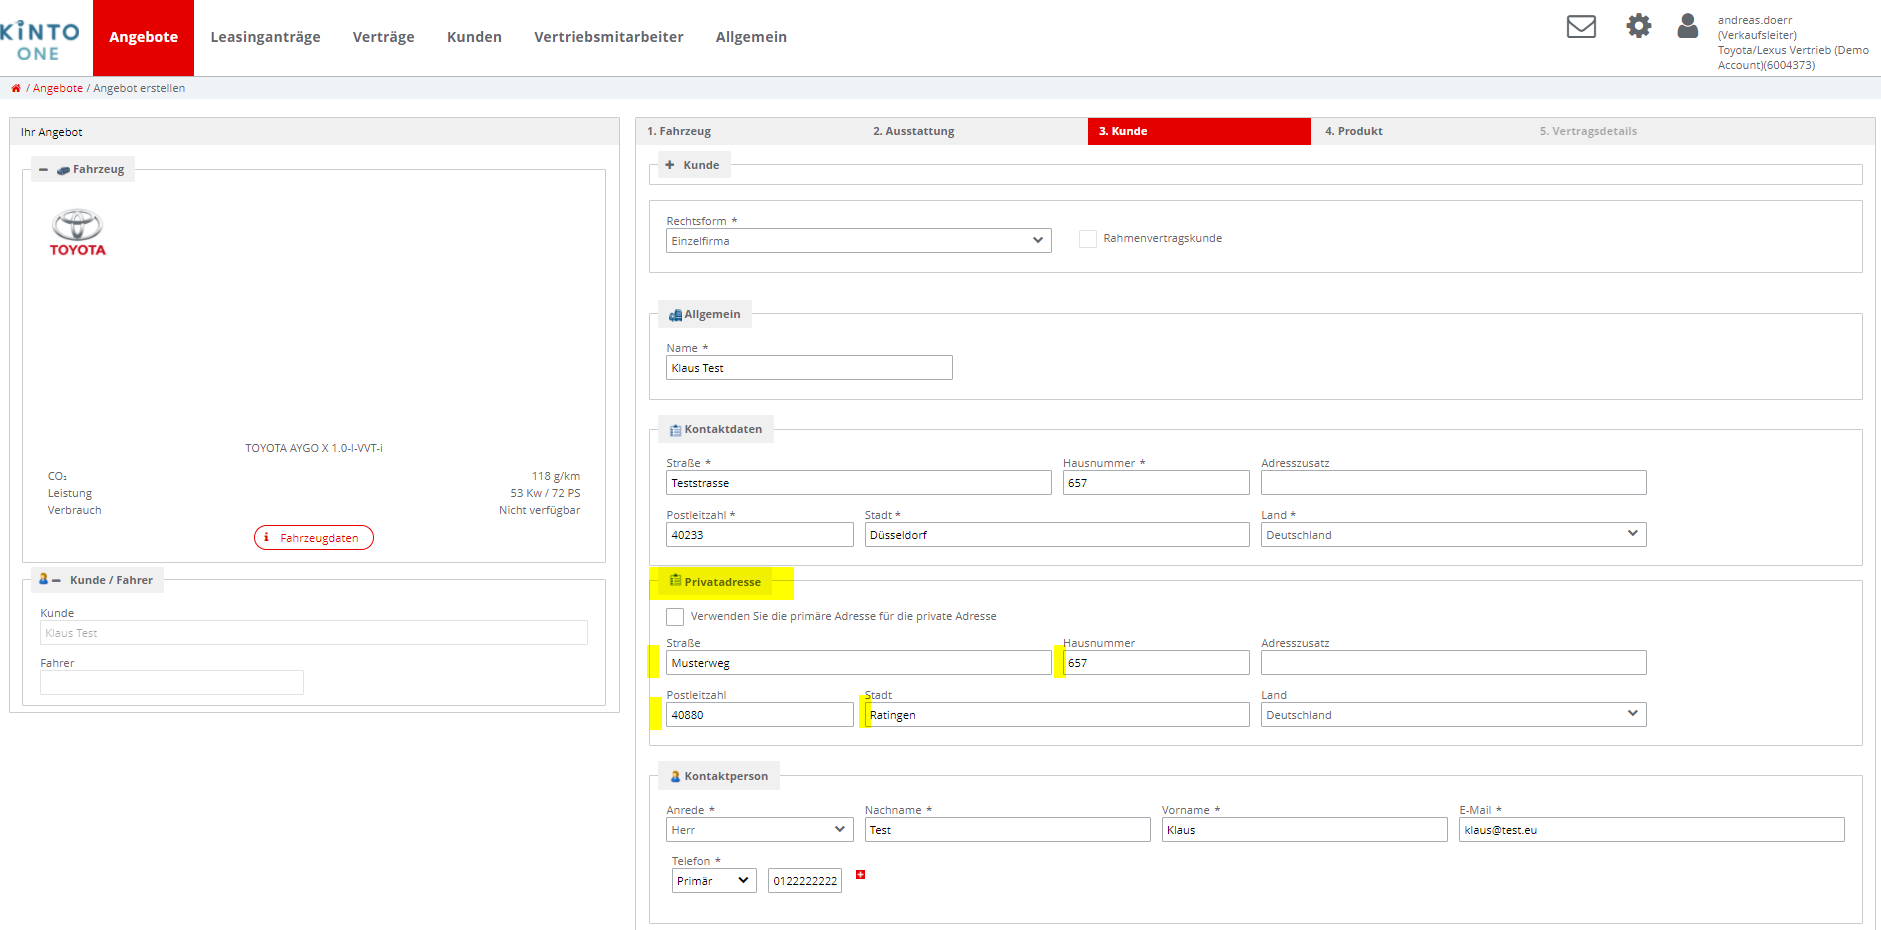 KINTO
ONE
Angebote
Leasinganträge
Verträge
Kunden
Vertriebsmitarbeiter
Allgemein
andreas.doerr
(Verkaufsleiter)
Toyota/Lexus Vertrieb (Demo
Account)(6004373)
/ Angebote / Angebot erstellen
Ihr Angebot
Fahrzeug
TOYOTA
TOYOTA AYGO X 1.0-l-VVT-i
CO₂ 118 g/km
Leistung 53 Kw / 72 PS
Verbrauch Nicht verfügbar
i Fahrzeugdaten
Kunde / Fahrer
Kunde
Klaus Test
Fahrer
1. Fahrzeug 2. Ausstattung 3. Kunde 4. Produkt 5. Vertragsdetails
+ Kunde
Rechtsform *
Einzelfirma
Rahmenvertragskunde
Allgemein
Name *
Klaus Test
Kontaktdaten
Straße * Hausnummer * Adresszusatz
Teststrasse 657
Postleitzahl * Stadt * Land *
40233 Düsseldorf Deutschland
Privatadresse
Verwenden Sie die primäre Adresse für die private Adresse
Straße Hausnummer Adresszusatz
Musterweg 657
Postleitzahl Stadt Land
40880 Ratingen Deutschland
Kontaktperson
Anrede * Nachname * Vorname * E-Mail *
Herr Test Klaus klaus@test.eu
Telefon *
Primär 0122222222